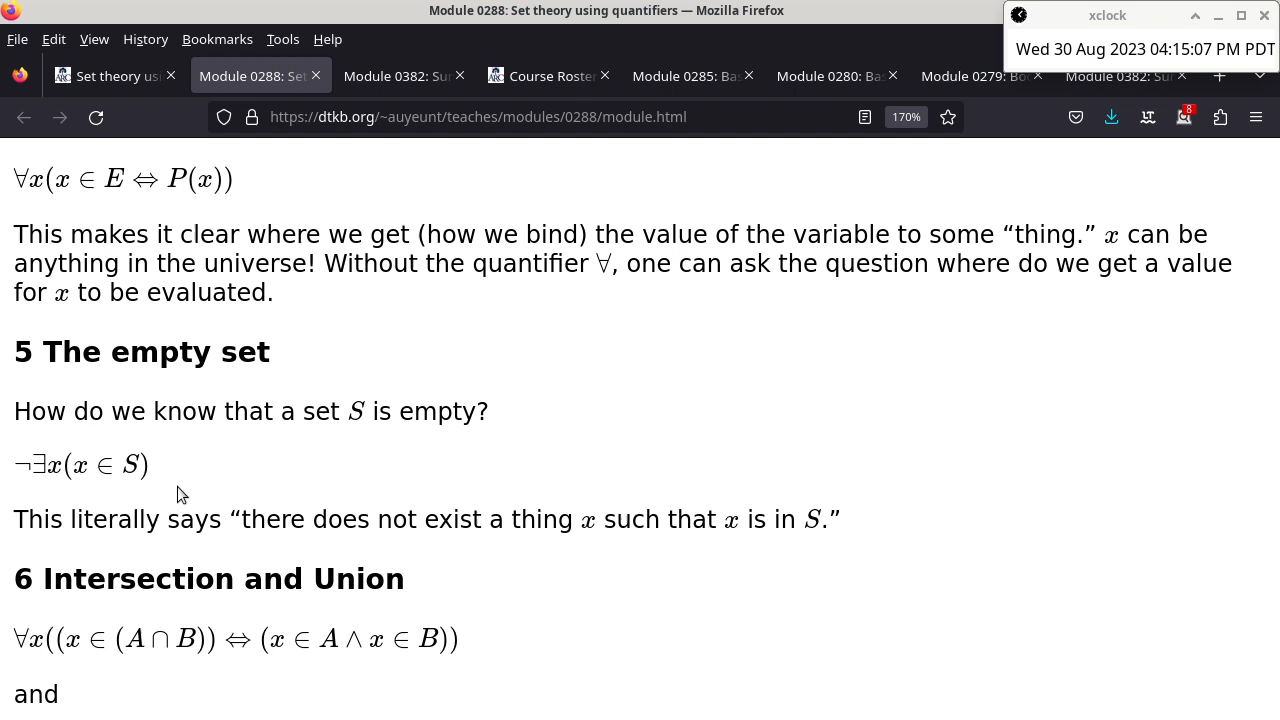 Module 0288: Set theory using quantifiers — Mozilla Firefox
xclock
Wed 30 Aug 2023 04:15:07 PM PDT
File Edit View History Bookmarks Tools Help
Set theory usi
Module 0288: Set
Module 0382: Su
Course Roster
Module 0285: Bas
Module 0280: Bas
Module 0279: Bo
Module 0382: Sur
https://dtkb.org/~auyeunt/teaches/modules/0288/module.html
170%
8
∀x(x ∈ E ⇔ P(x))
This makes it clear where we get (how we bind) the value of the variable to some “thing.” x can be
anything in the universe! Without the quantifier ∀, one can ask the question where do we get a value
for x to be evaluated.
5 The empty set
How do we know that a set S is empty?
¬∃x(x ∈ S)
This literally says “there does not exist a thing x such that x is in S.”
6 Intersection and Union
∀x((x ∈ (A ∩ B)) ⇔ (x ∈ A ∧ x ∈ B))
and